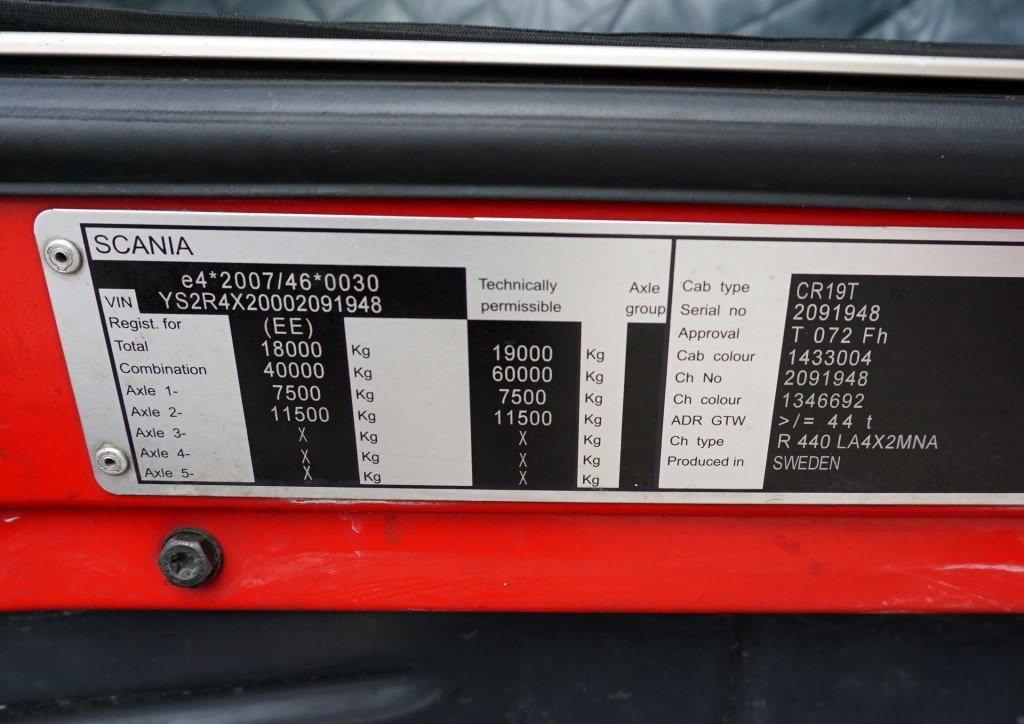 SCANIA
e4*2007/46*0030
VIN YS2R4X20002091948
Technically permissible
Axle group
Regist. for (EE)
Total 18000 Kg 19000 Kg
Combination 40000 Kg 60000 Kg
Axle 1- 7500 Kg 7500 Kg
Axle 2- 11500 Kg 11500 Kg
Axle 3- X Kg X Kg
Axle 4- X Kg X Kg
Axle 5- X Kg X Kg
Cab type CR19T
Serial no 2091948
Approval T 072 Fh
Cab colour 1433004
Ch No 2091948
Ch colour 1346692
ADR GTW >/= 44 t
Ch type R 440 LA4X2MNA
Produced in SWEDEN